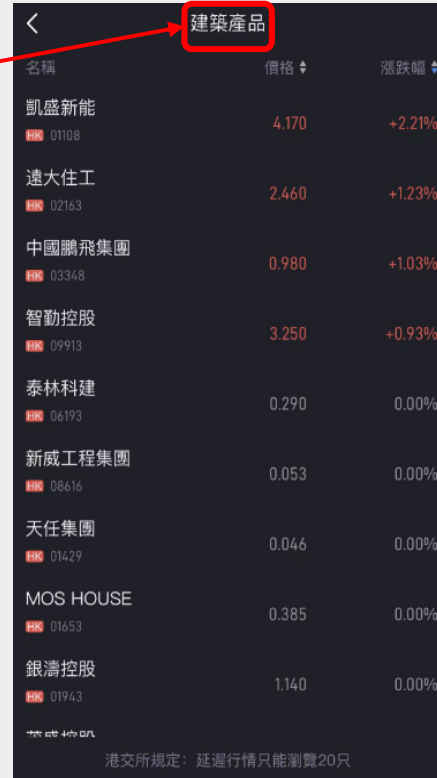 建築產品
名稱 價格 漲跌幅
凱盛新能
4.170 +2.21%
HK 01108
遠大住工
2.460 +1.23%
HK 02163
中國鵬飛集團
0.980 +1.03%
HK 03348
智勤控股
3.250 +0.93%
HK 09913
泰林科建
0.290 0.00%
HK 06193
新威工程集團
0.053 0.00%
HK 08616
天任集團
0.046 0.00%
HK 01429
MOS HOUSE
0.385 0.00%
HK 01653
銀濤控股
1.140 0.00%
HK 01943
港交所規定：延遲行情只能瀏覽20只